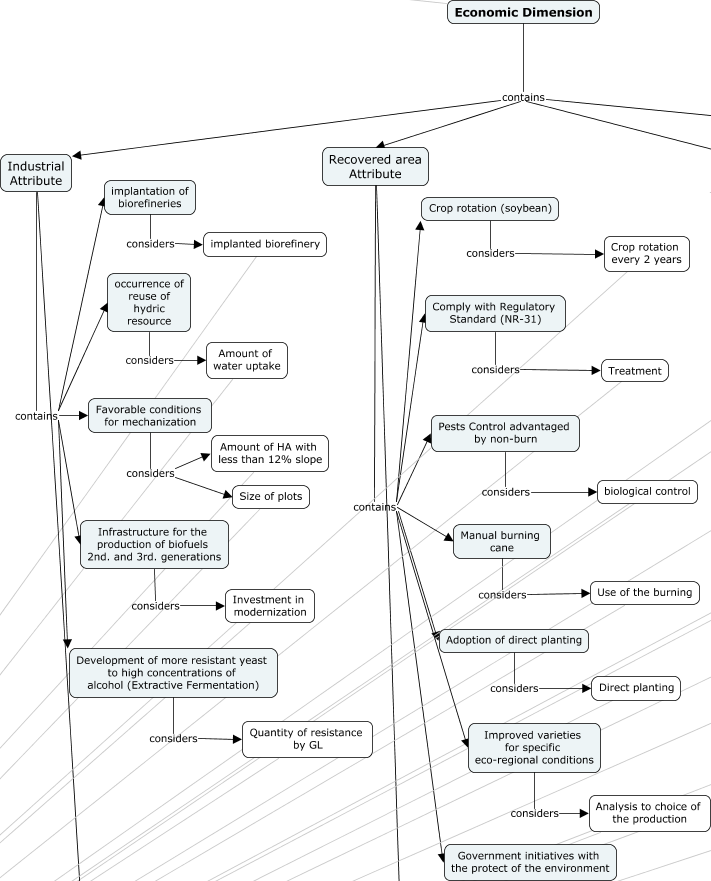 Economic Dimension
contains
Industrial
Attribute
implantation of
biorefineries
considers
implanted biorefinery
occurrence of
reuse of
hydric
resource
considers
Amount of
water uptake
contains
Favorable conditions
for mechanization
considers
Amount of HA with
less than 12% slope
Size of plots
Infrastructure for the
production of biofuels
2nd. and 3rd. generations
considers
Investment in
modernization
Development of more resistant yeast
to high concentrations of
alcohol (Extractive Fermentation)
considers
Quantity of resistance
by GL
Recovered area
Attribute
Crop rotation (soybean)
considers
Crop rotation
every 2 years
Comply with Regulatory
Standard (NR-31)
considers
Treatment
Pests Control advantaged
by non-burn
considers
biological control
contains
Manual burning
cane
considers
Use of the burning
Adoption of direct planting
considers
Direct planting
Improved varieties
for specific
eco-regional conditions
considers
Analysis to choice of
the production
Government initiatives with
the protect of the environment